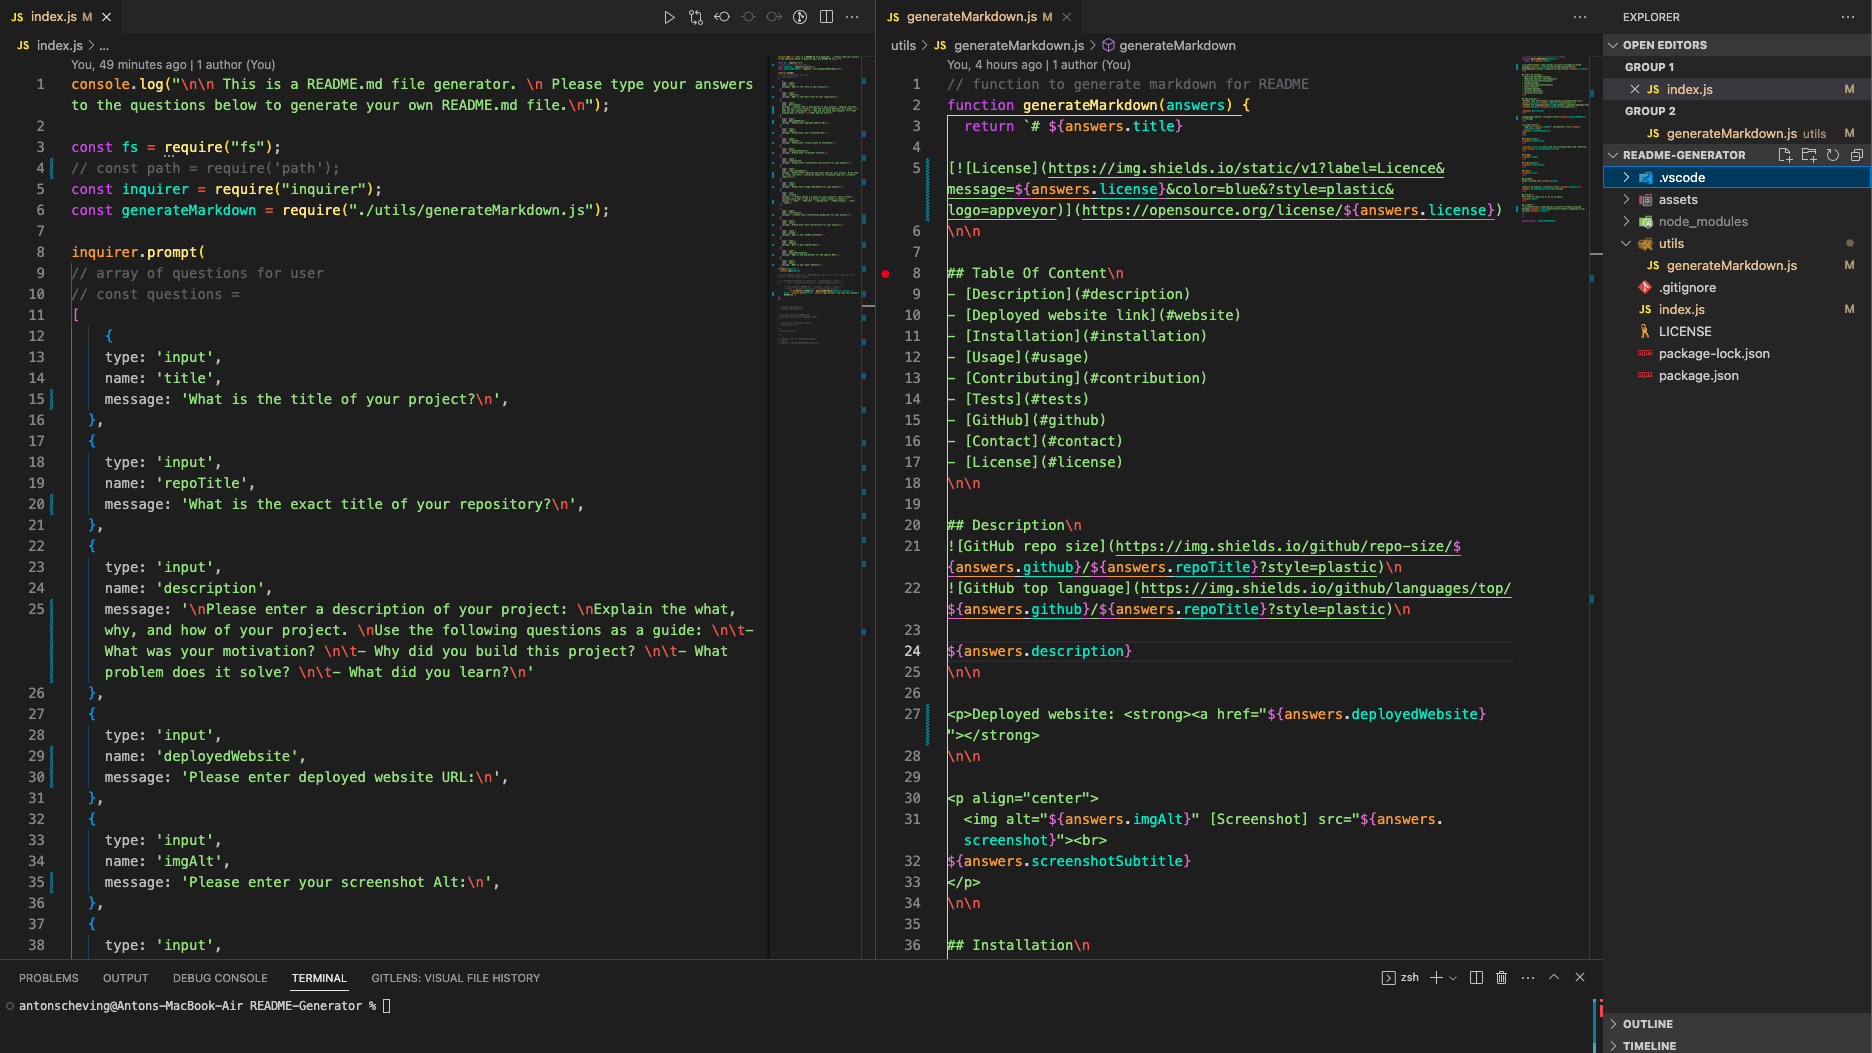 JS index.js M
JS index.js > ...
You, 49 minutes ago | 1 author (You)
1 console.log("\n\n This is a README.md file generator. \n Please type your answers
to the questions below to generate your own README.md file.\n");
2
3 const fs = require("fs");
4 // const path = require('path');
5 const inquirer = require("inquirer");
6 const generateMarkdown = require("./utils/generateMarkdown.js");
7
8 inquirer.prompt(
9 // array of questions for user
10 // const questions =
11 [
12 {
13 type: 'input',
14 name: 'title',
15 message: 'What is the title of your project?\n',
16 },
17 {
18 type: 'input',
19 name: 'repoTitle',
20 message: 'What is the exact title of your repository?\n',
21 },
22 {
23 type: 'input',
24 name: 'description',
25 message: '\nPlease enter a description of your project: \nExplain the what,
why, and how of your project. \nUse the following questions as a guide: \n\t-
What was your motivation? \n\t- Why did you build this project? \n\t- What
problem does it solve? \n\t- What did you learn?\n'
26 },
27 {
28 type: 'input',
29 name: 'deployedWebsite',
30 message: 'Please enter deployed website URL:\n',
31 },
32 {
33 type: 'input',
34 name: 'imgAlt',
35 message: 'Please enter your screenshot Alt:\n',
36 },
37 {
38 type: 'input',
JS generateMarkdown.js M
utils > JS generateMarkdown.js > generateMarkdown
You, 4 hours ago | 1 author (You)
1 // function to generate markdown for README
2 function generateMarkdown(answers) {
3 return `# ${answers.title}
4
5 [![License](https://img.shields.io/static/v1?label=Licence&
message=${answers.license}&color=blue&?style=plastic&
logo=appveyor)](https://opensource.org/license/${answers.license})
6 \n\n
7
8 ## Table Of Content\n
9 - [Description](#description)
10 - [Deployed website link](#website)
11 - [Installation](#installation)
12 - [Usage](#usage)
13 - [Contributing](#contribution)
14 - [Tests](#tests)
15 - [GitHub](#github)
16 - [Contact](#contact)
17 - [License](#license)
18 \n\n
19
20 ## Description\n
21 ![GitHub repo size](https://img.shields.io/github/repo-size/$
{answers.github}/${answers.repoTitle}?style=plastic)\n
22 ![GitHub top language](https://img.shields.io/github/languages/top/
${answers.github}/${answers.repoTitle}?style=plastic)\n
23
24 ${answers.description}
25 \n\n
26
27 <p>Deployed website: <strong><a href="${answers.deployedWebsite}
"></strong>
28 \n\n
29
30 <p align="center">
31 <img alt="${answers.imgAlt}" [Screenshot] src="${answers.
screenshot}"><br>
32 ${answers.screenshotSubtitle}
33 </p>
34 \n\n
35
36 ## Installation\n
EXPLORER
OPEN EDITORS
GROUP 1
JS index.js M
GROUP 2
JS generateMarkdown.js utils M
README-GENERATOR
.vscode
assets
node_modules
utils
JS generateMarkdown.js M
.gitignore
JS index.js M
LICENSE
package-lock.json
package.json
OUTLINE
TIMELINE
PROBLEMS OUTPUT DEBUG CONSOLE TERMINAL GITLENS: VISUAL FILE HISTORY
zsh
antonscheving@Antons-MacBook-Air README-Generator %